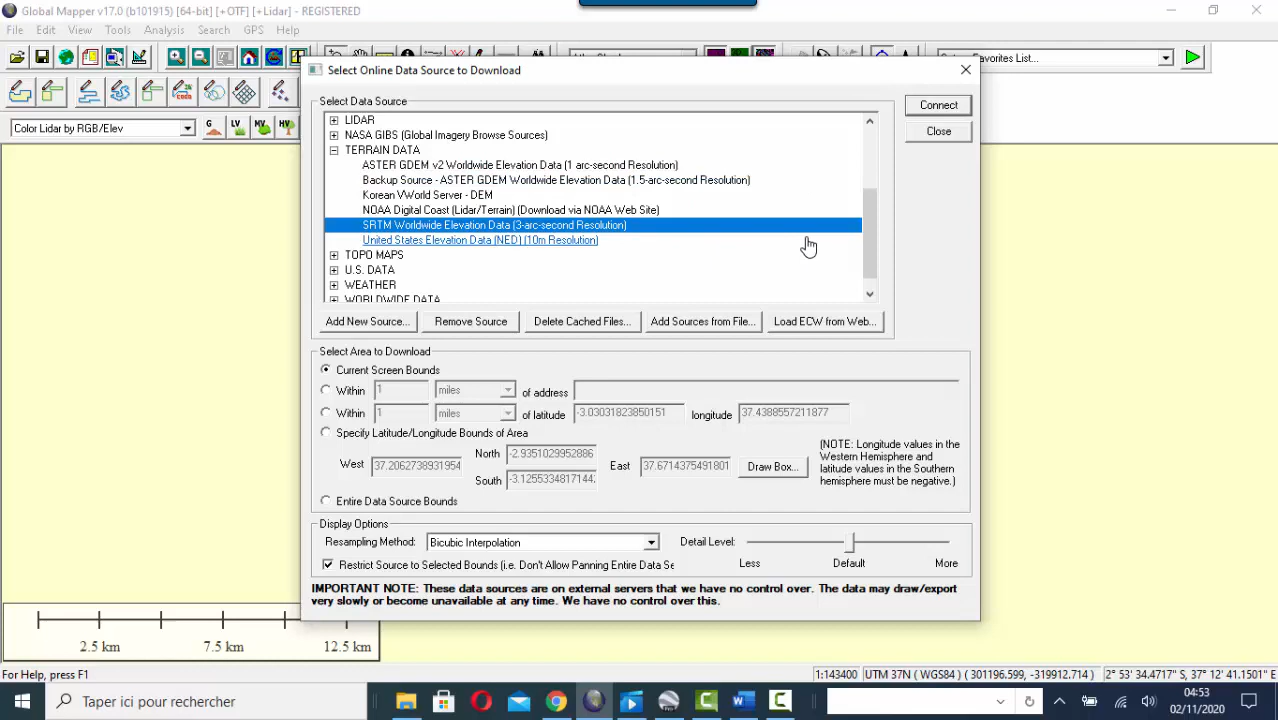 Global Mapper v17.0 (b101915) [64-bit] [+OTF] [+Lidar] - REGISTERED
File Edit View Tools Analysis Search GPS Help
Select Online Data Source to Download
Favorites List...
Select Data Source
Connect
LIDAR
Color Lidar by RGB/Elev
NASA GIBS (Global Imagery Browse Sources)
Close
TERRAIN DATA
ASTER GDEM v2 Worldwide Elevation Data (1 arc-second Resolution)
Backup Source - ASTER GDEM Worldwide Elevation Data (1.5-arc-second Resolution)
Korean VWorld Server - DEM
NOAA Digital Coast (Lidar/Terrain) (Download via NOAA Web Site)
SRTM Worldwide Elevation Data (3-arc-second Resolution)
United States Elevation Data (NED) (10m Resolution)
TOPO MAPS
U.S. DATA
WEATHER
WORLDWIDE DATA
Add New Source... Remove Source Delete Cached Files... Add Sources from File... Load ECW from Web...
Select Area to Download
Current Screen Bounds
Within 1 miles of address
Within 1 miles of latitude -3.03031823850151 longitude 37.4388557211877
Specify Latitude/Longitude Bounds of Area
North -2.9351029952886
West 37.2062738931954 East 37.6714375491801 Draw Box...
South -3.1255334817144
(NOTE: Longitude values in the
Western Hemisphere and
latitude values in the Southern
hemisphere must be negative.)
Entire Data Source Bounds
Display Options
Resampling Method: Bicubic Interpolation Detail Level:
Less Default More
Restrict Source to Selected Bounds (i.e. Don't Allow Panning Entire Data Se
IMPORTANT NOTE: These data sources are on external servers that we have no control over. The data may draw/export
very slowly or become unavailable at any time. We have no control over this.
2.5 km 7.5 km 12.5 km
For Help, press F1
1:143400 UTM 37N (WGS84) ( 301196.599, -319912.714 ) 2° 53' 34.4717" S, 37° 12' 41.1501" E
Taper ici pour rechercher
04:53
02/11/2020